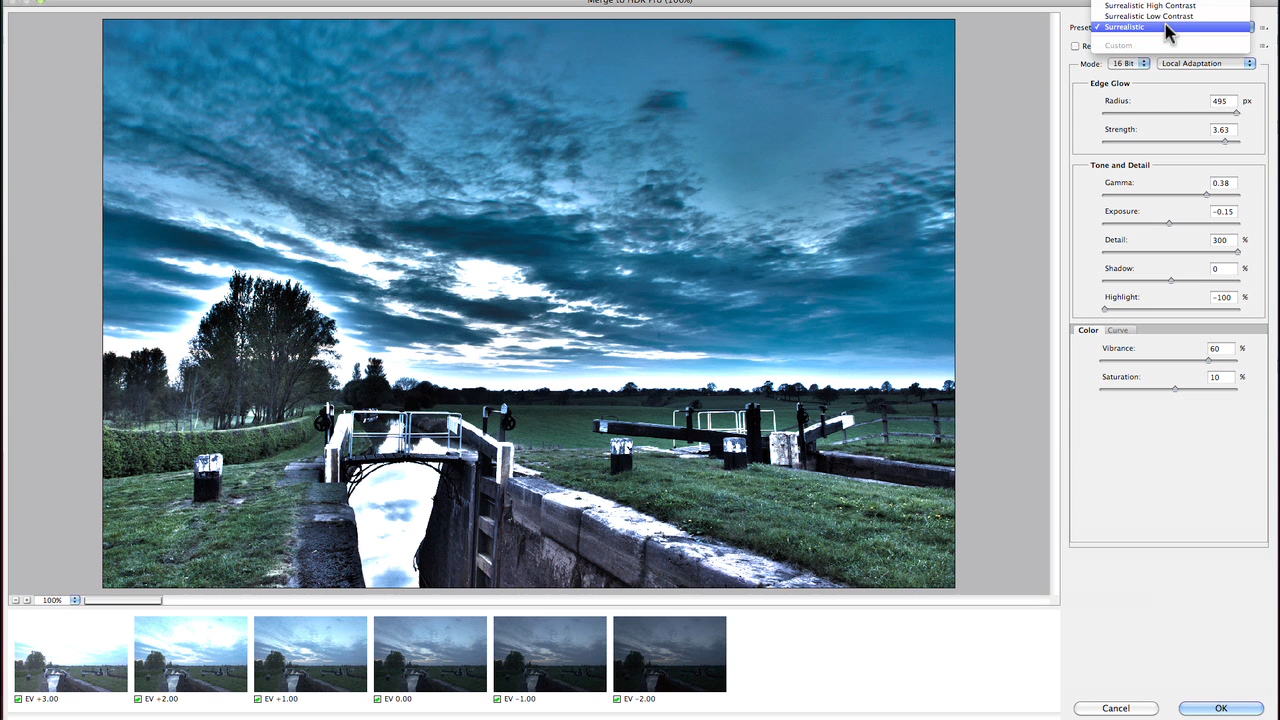 Merge to HDR Pro (100%)
Surrealistic High Contrast
Surrealistic Low Contrast
Preset
✓ Surrealistic
Re
Custom
Mode: 16 Bit Local Adaptation
Edge Glow
Radius: 495 px
Strength: 3.63
Tone and Detail
Gamma: 0.38
Exposure: -0.15
Detail: 300 %
Shadow: 0 %
Highlight: -100 %
Color Curve
Vibrance: 60 %
Saturation: 10 %
100%
EV +3.00 EV +2.00 EV +1.00 EV 0.00 EV -1.00 EV -2.00
Cancel OK